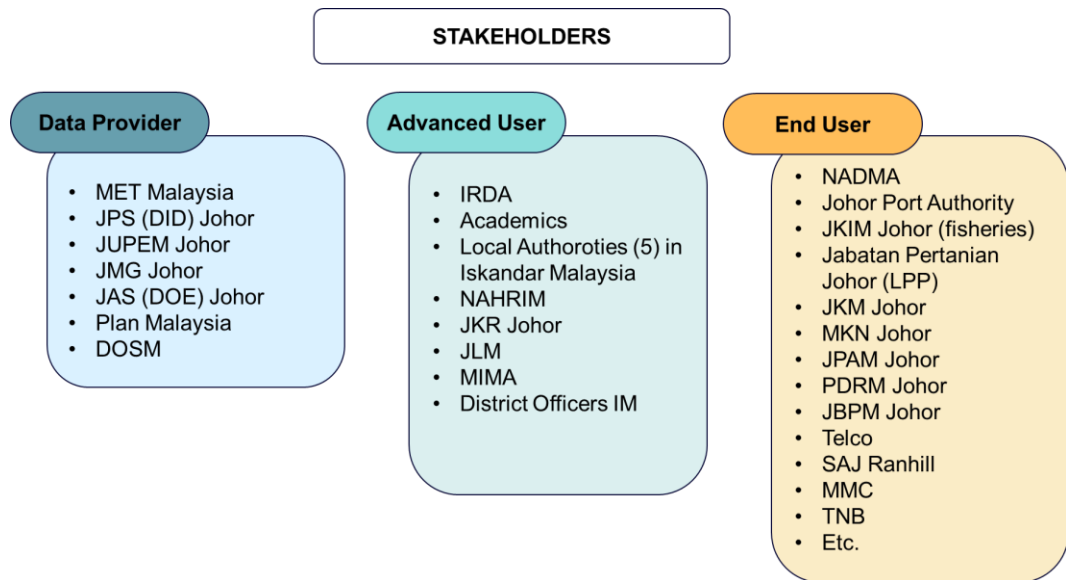 STAKEHOLDERS
Data Provider
• MET Malaysia
• JPS (DID) Johor
• JUPEM Johor
• JMG Johor
• JAS (DOE) Johor
• Plan Malaysia
• DOSM
Advanced User
• IRDA
• Academics
• Local Authoroties (5) in
Iskandar Malaysia
• NAHRIM
• JKR Johor
• JLM
• MIMA
• District Officers IM
End User
• NADMA
• Johor Port Authority
• JKIM Johor (fisheries)
• Jabatan Pertanian
Johor (LPP)
• JKM Johor
• MKN Johor
• JPAM Johor
• PDRM Johor
• JBPM Johor
• Telco
• SAJ Ranhill
• MMC
• TNB
• Etc.